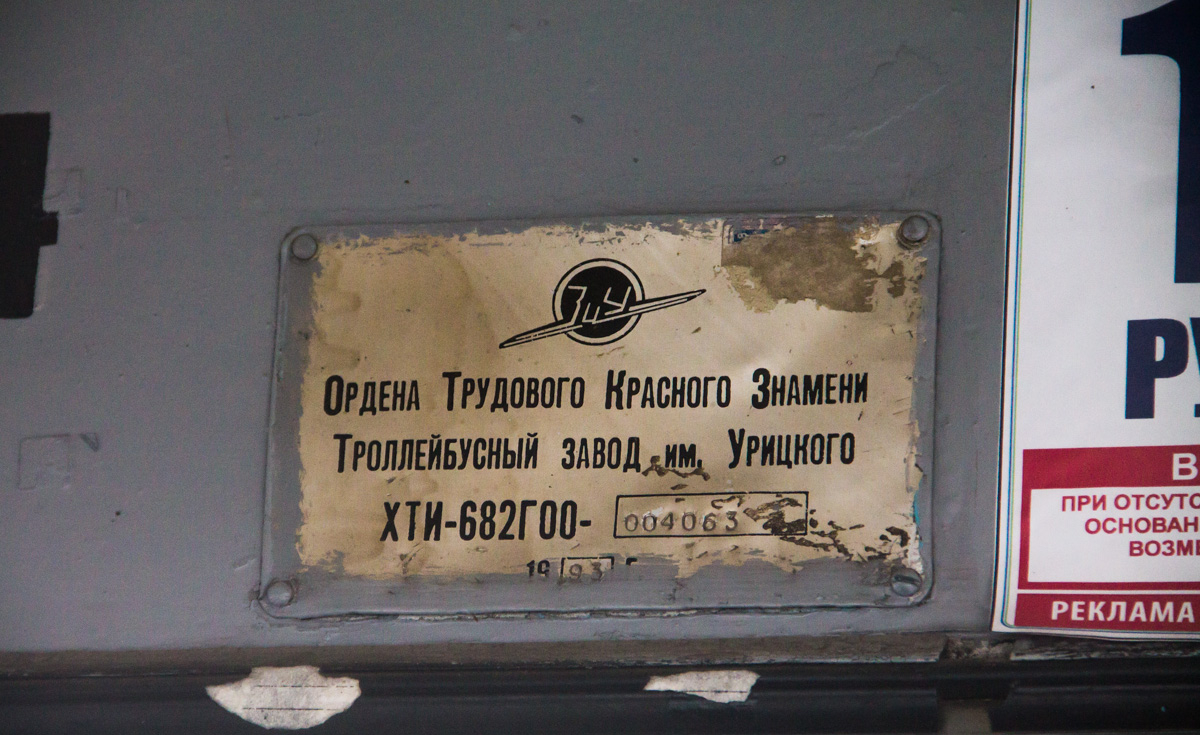 ЗиУ
Ордена Трудового Красного Знамени
Троллейбусный завод им. Урицкого
ХТИ-682Г00- 004063
19 93 г
1
РУ
В
ПРИ ОТСУТС
ОСНОВАН
ВОЗМЕ
РЕКЛАМА